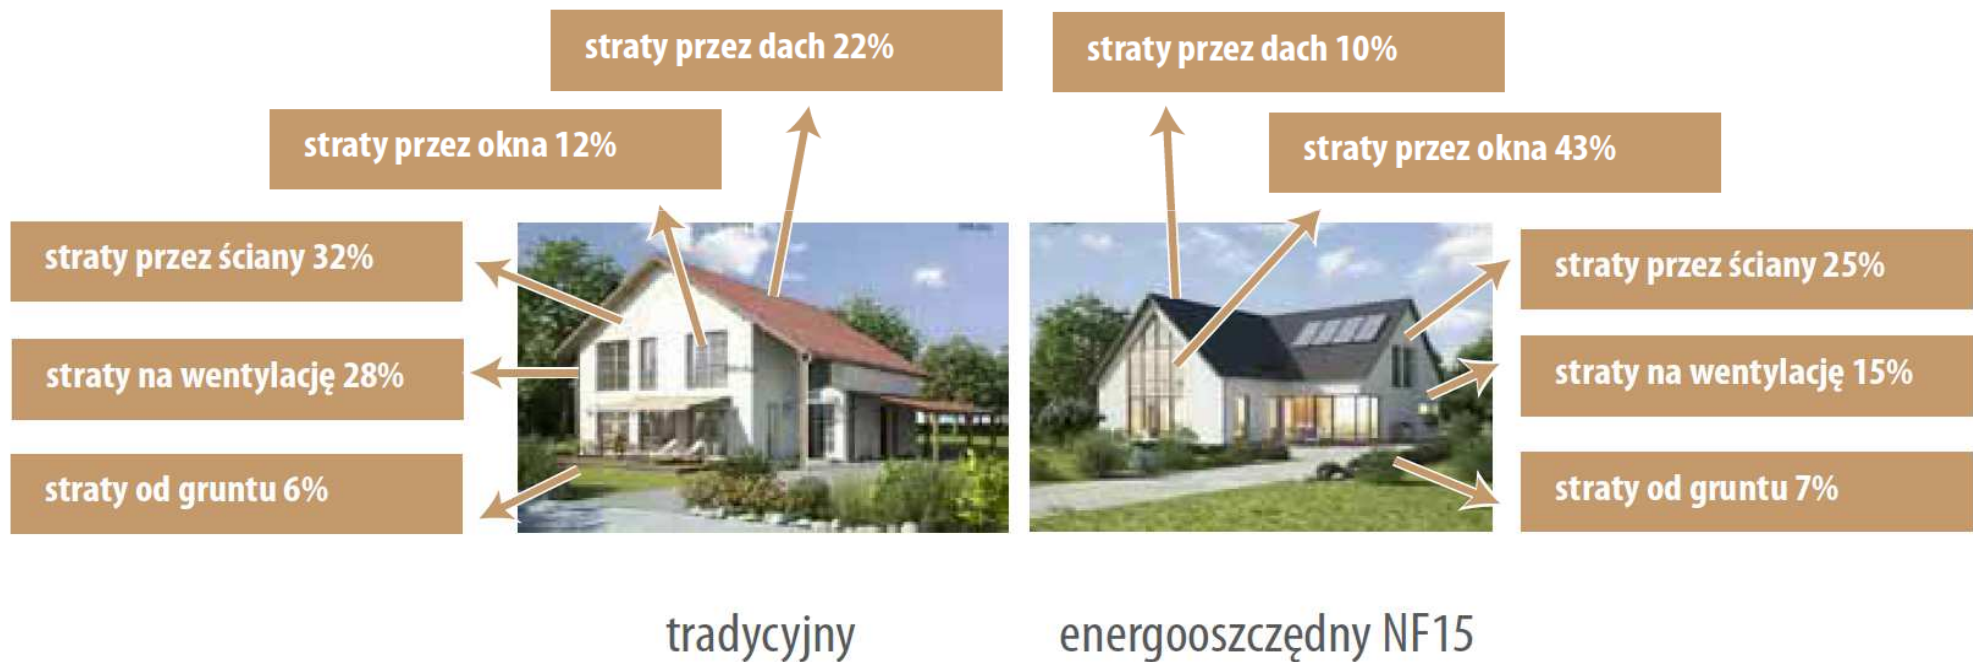 straty przez dach 22%
straty przez dach 10%
straty przez okna 12%
straty przez okna 43%
straty przez ściany 32%
straty przez ściany 25%
straty na wentylację 28%
straty na wentylację 15%
straty od gruntu 6%
straty od gruntu 7%
tradycyjny
energooszczędny NF15